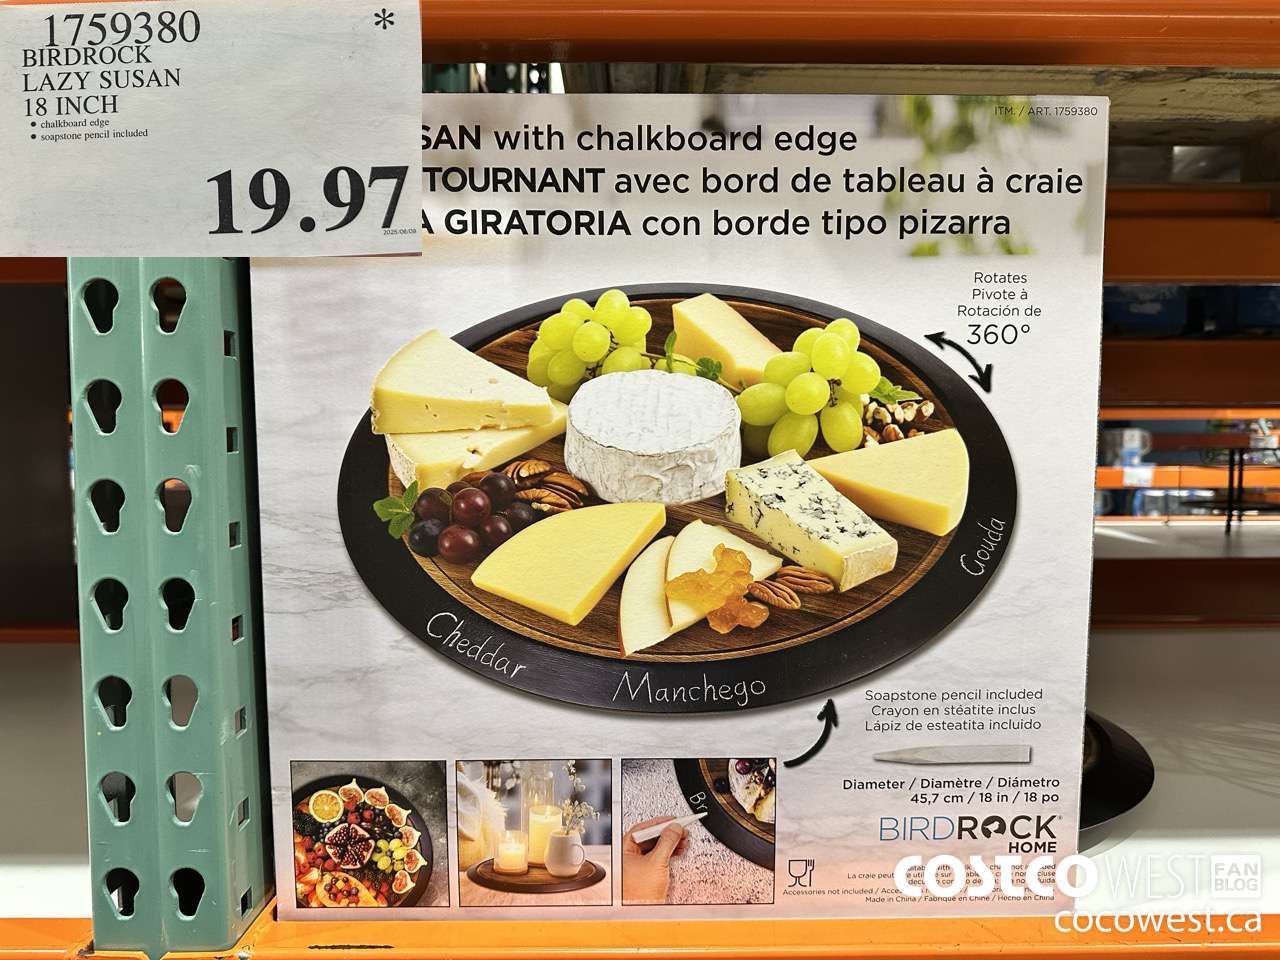 1759380 *
BIRDROCK
LAZY SUSAN
18 INCH
• chalkboard edge
• soapstone pencil included
19.97
ITM. / ART. 1759380
SAN with chalkboard edge
TOURNANT avec bord de tableau à craie
A GIRATORIA con borde tipo pizarra
Rotates
Pivote à
Rotación de
360°
Gouda
Cheddar
Manchego
Soapstone pencil included
Crayon en stéatite inclus
Lápiz de esteatita incluido
Diameter / Diamètre / Diámetro
45,7 cm / 18 in / 18 po
Br
BIRDROCK
HOME
La craie peut
Accessories not included
Made in China / Fabriqué en Chine / Hecho en China
COSTCO WEST FAN BLOG
cocowest.ca